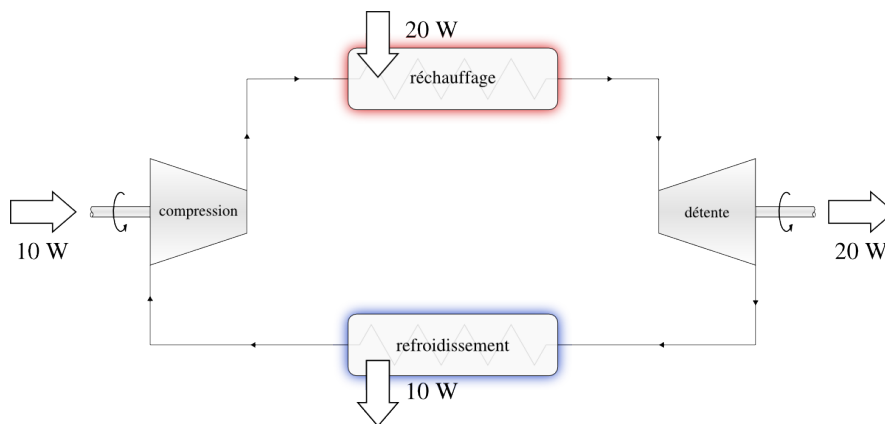 20 W
réchauffage
compression
détente
10 W
20 W
refroidissement
10 W